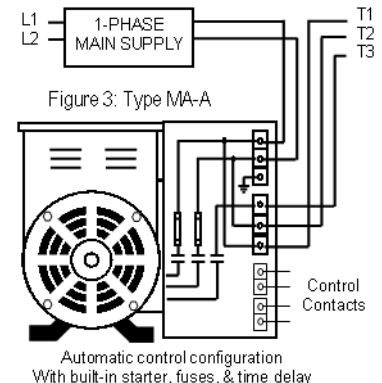 L1
L2
1-PHASE
MAIN SUPPLY
T1
T2
T3
Figure 3: Type MA-A
Control
Contacts
Automatic control configuration
With built-in starter, fuses, & time delay